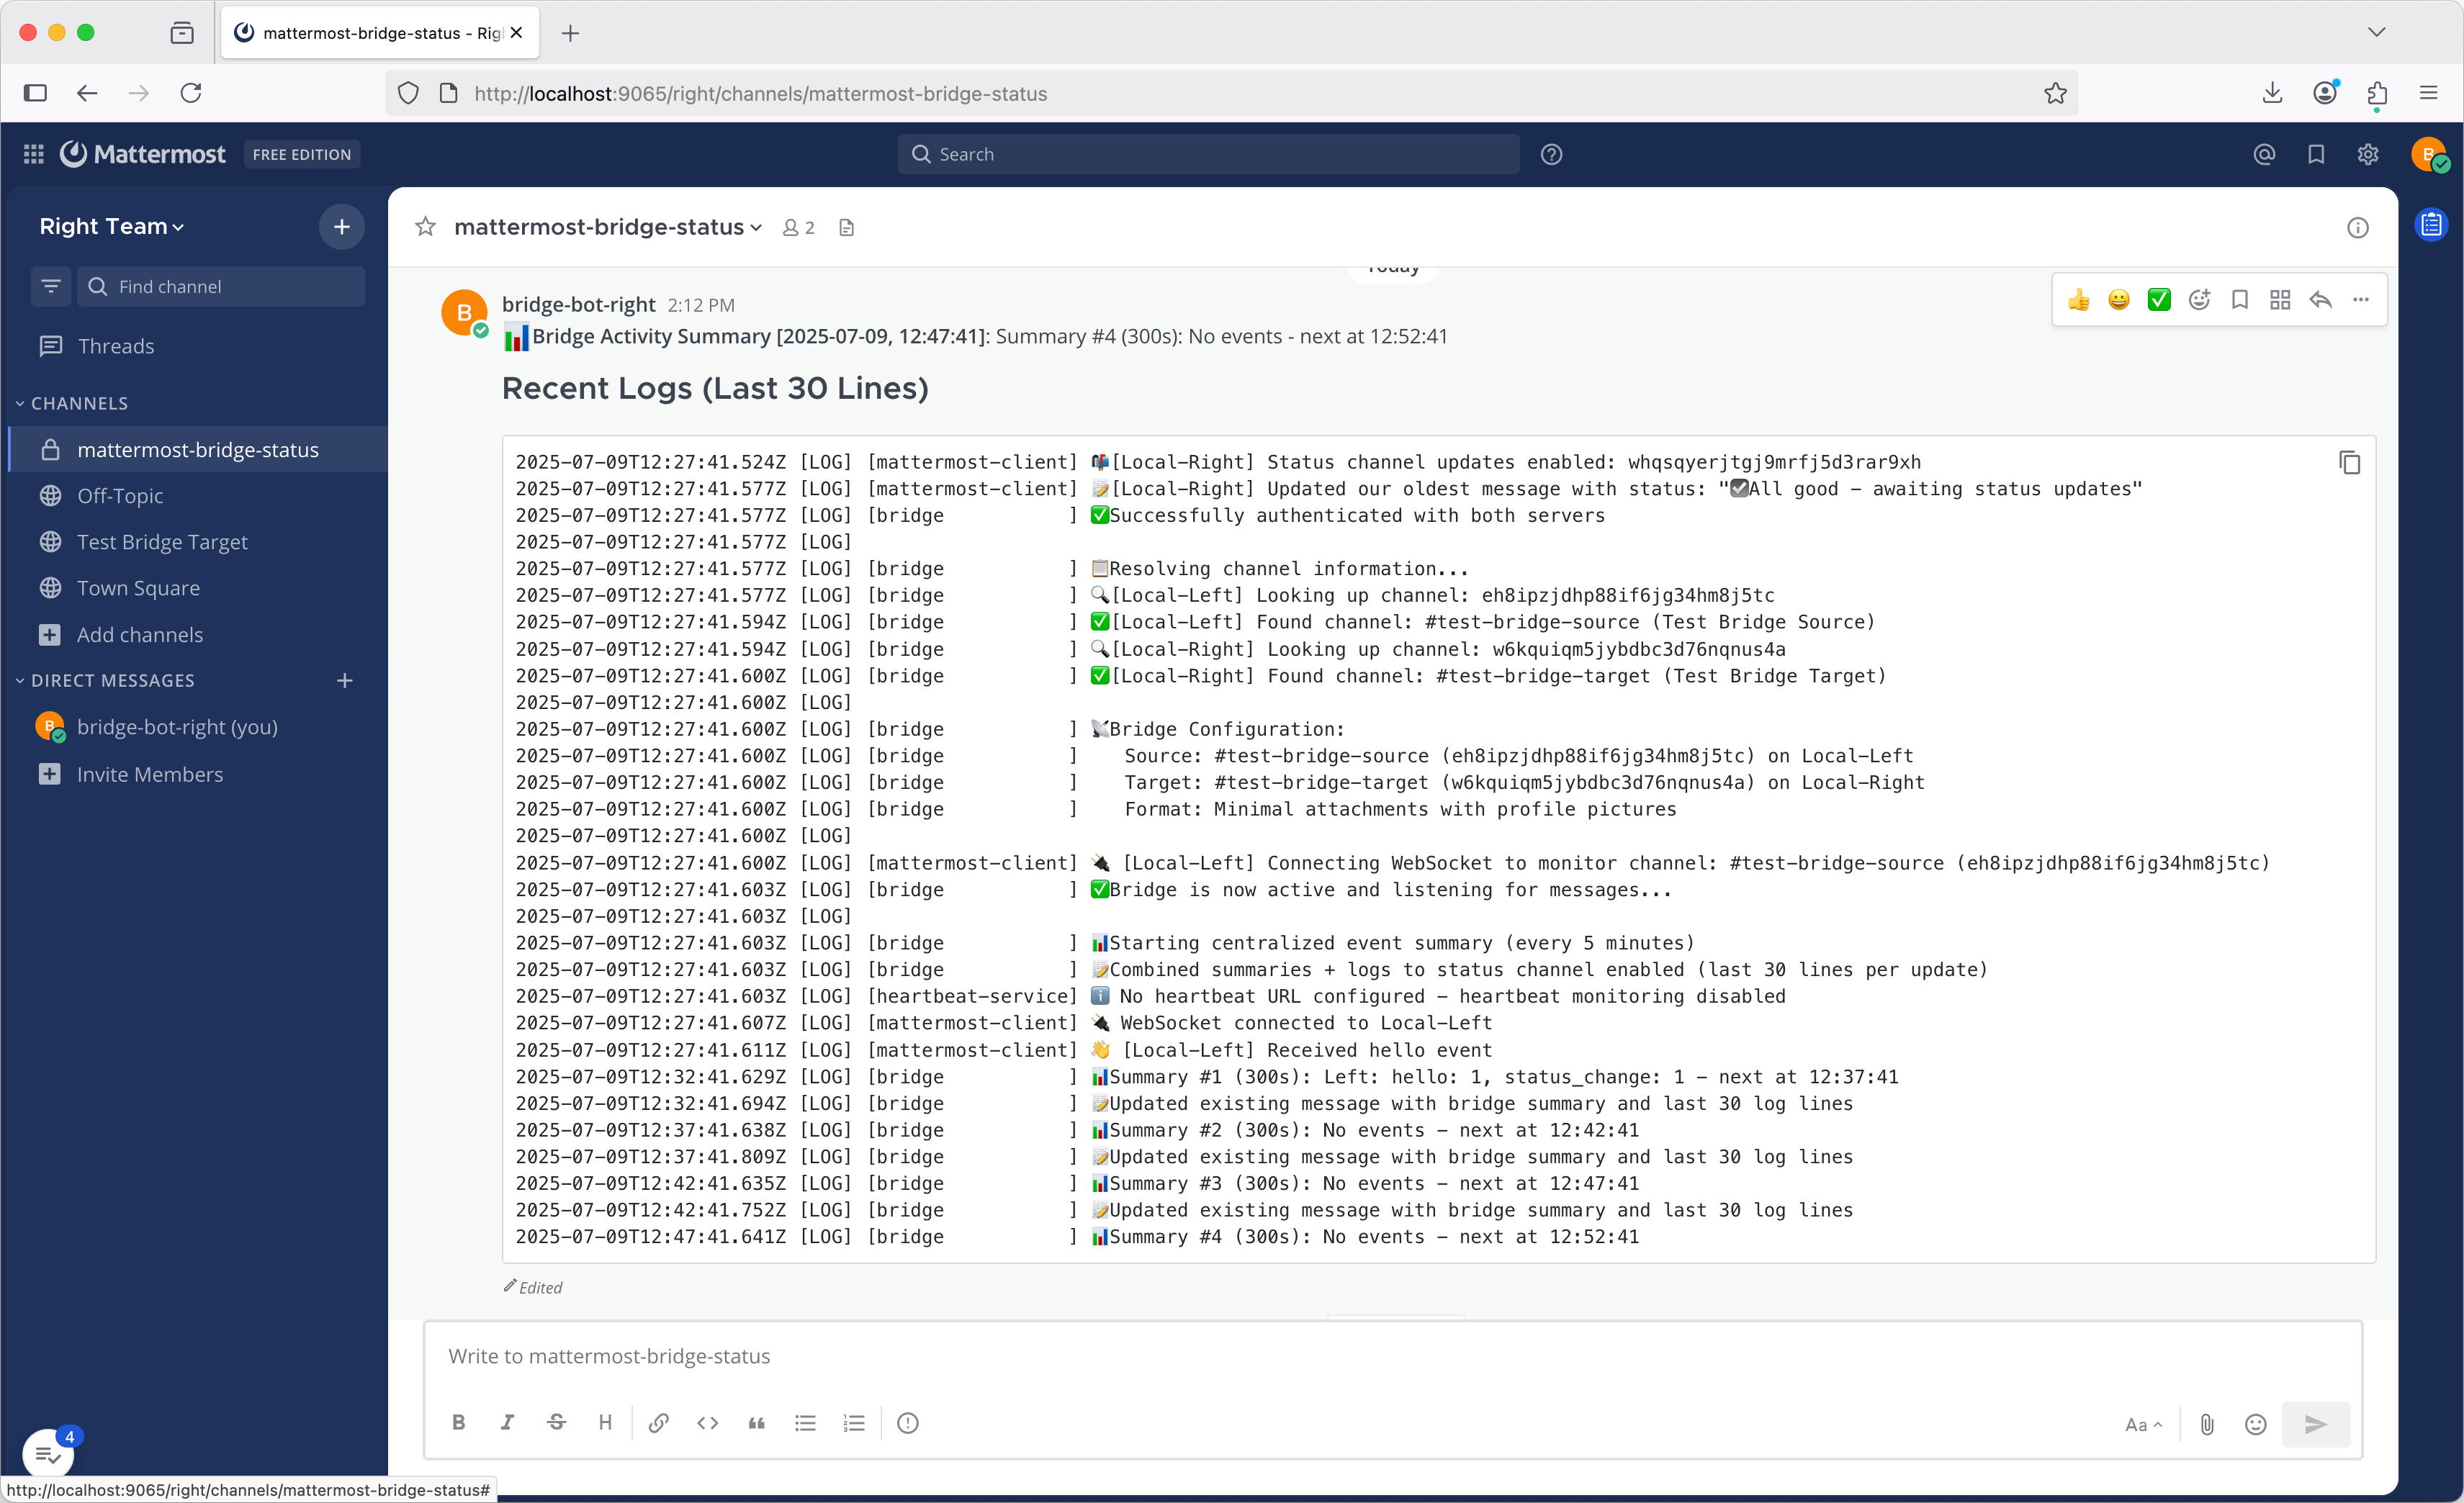 mattermost-bridge-status - Rig
http://localhost:9065/right/channels/mattermost-bridge-status
Mattermost
FREE EDITION
Search
B
Right Team
Find channel
Threads
CHANNELS
mattermost-bridge-status
Off-Topic
Test Bridge Target
Town Square
Add channels
DIRECT MESSAGES
B bridge-bot-right (you)
Invite Members
4
mattermost-bridge-status
2
Today
B bridge-bot-right 2:12 PM
📊Bridge Activity Summary [2025-07-09, 12:47:41]: Summary #4 (300s): No events - next at 12:52:41
Recent Logs (Last 30 Lines)
2025-07-09T12:27:41.524Z [LOG] [mattermost-client] 📬[Local-Right] Status channel updates enabled: whqsqyerjtgj9mrfj5d3rar9xh
2025-07-09T12:27:41.577Z [LOG] [mattermost-client] 📝[Local-Right] Updated our oldest message with status: "☑️All good - awaiting status updates"
2025-07-09T12:27:41.577Z [LOG] [bridge           ] ✅Successfully authenticated with both servers
2025-07-09T12:27:41.577Z [LOG]
2025-07-09T12:27:41.577Z [LOG] [bridge           ] 📋Resolving channel information...
2025-07-09T12:27:41.577Z [LOG] [bridge           ] 🔍[Local-Left] Looking up channel: eh8ipzjdhp88if6jg34hm8j5tc
2025-07-09T12:27:41.594Z [LOG] [bridge           ] ✅[Local-Left] Found channel: #test-bridge-source (Test Bridge Source)
2025-07-09T12:27:41.594Z [LOG] [bridge           ] 🔍[Local-Right] Looking up channel: w6kquiqm5jybdbc3d76nqnus4a
2025-07-09T12:27:41.600Z [LOG] [bridge           ] ✅[Local-Right] Found channel: #test-bridge-target (Test Bridge Target)
2025-07-09T12:27:41.600Z [LOG]
2025-07-09T12:27:41.600Z [LOG] [bridge           ] 📡Bridge Configuration:
2025-07-09T12:27:41.600Z [LOG] [bridge           ]    Source: #test-bridge-source (eh8ipzjdhp88if6jg34hm8j5tc) on Local-Left
2025-07-09T12:27:41.600Z [LOG] [bridge           ]    Target: #test-bridge-target (w6kquiqm5jybdbc3d76nqnus4a) on Local-Right
2025-07-09T12:27:41.600Z [LOG] [bridge           ]    Format: Minimal attachments with profile pictures
2025-07-09T12:27:41.600Z [LOG]
2025-07-09T12:27:41.600Z [LOG] [mattermost-client] 🔌 [Local-Left] Connecting WebSocket to monitor channel: #test-bridge-source (eh8ipzjdhp88if6jg34hm8j5tc)
2025-07-09T12:27:41.603Z [LOG] [bridge           ] ✅Bridge is now active and listening for messages...
2025-07-09T12:27:41.603Z [LOG]
2025-07-09T12:27:41.603Z [LOG] [bridge           ] 📊Starting centralized event summary (every 5 minutes)
2025-07-09T12:27:41.603Z [LOG] [bridge           ] 📝Combined summaries + logs to status channel enabled (last 30 lines per update)
2025-07-09T12:27:41.603Z [LOG] [heartbeat-service] ℹ️ No heartbeat URL configured - heartbeat monitoring disabled
2025-07-09T12:27:41.607Z [LOG] [mattermost-client] 🔌 WebSocket connected to Local-Left
2025-07-09T12:27:41.611Z [LOG] [mattermost-client] 👋 [Local-Left] Received hello event
2025-07-09T12:32:41.629Z [LOG] [bridge           ] 📊Summary #1 (300s): Left: hello: 1, status_change: 1 - next at 12:37:41
2025-07-09T12:32:41.694Z [LOG] [bridge           ] 📝Updated existing message with bridge summary and last 30 log lines
2025-07-09T12:37:41.638Z [LOG] [bridge           ] 📊Summary #2 (300s): No events - next at 12:42:41
2025-07-09T12:37:41.809Z [LOG] [bridge           ] 📝Updated existing message with bridge summary and last 30 log lines
2025-07-09T12:42:41.635Z [LOG] [bridge           ] 📊Summary #3 (300s): No events - next at 12:47:41
2025-07-09T12:42:41.752Z [LOG] [bridge           ] 📝Updated existing message with bridge summary and last 30 log lines
2025-07-09T12:47:41.641Z [LOG] [bridge           ] 📊Summary #4 (300s): No events - next at 12:52:41
Edited
Write to mattermost-bridge-status
B I S H
Aa
http://localhost:9065/right/channels/mattermost-bridge-status#